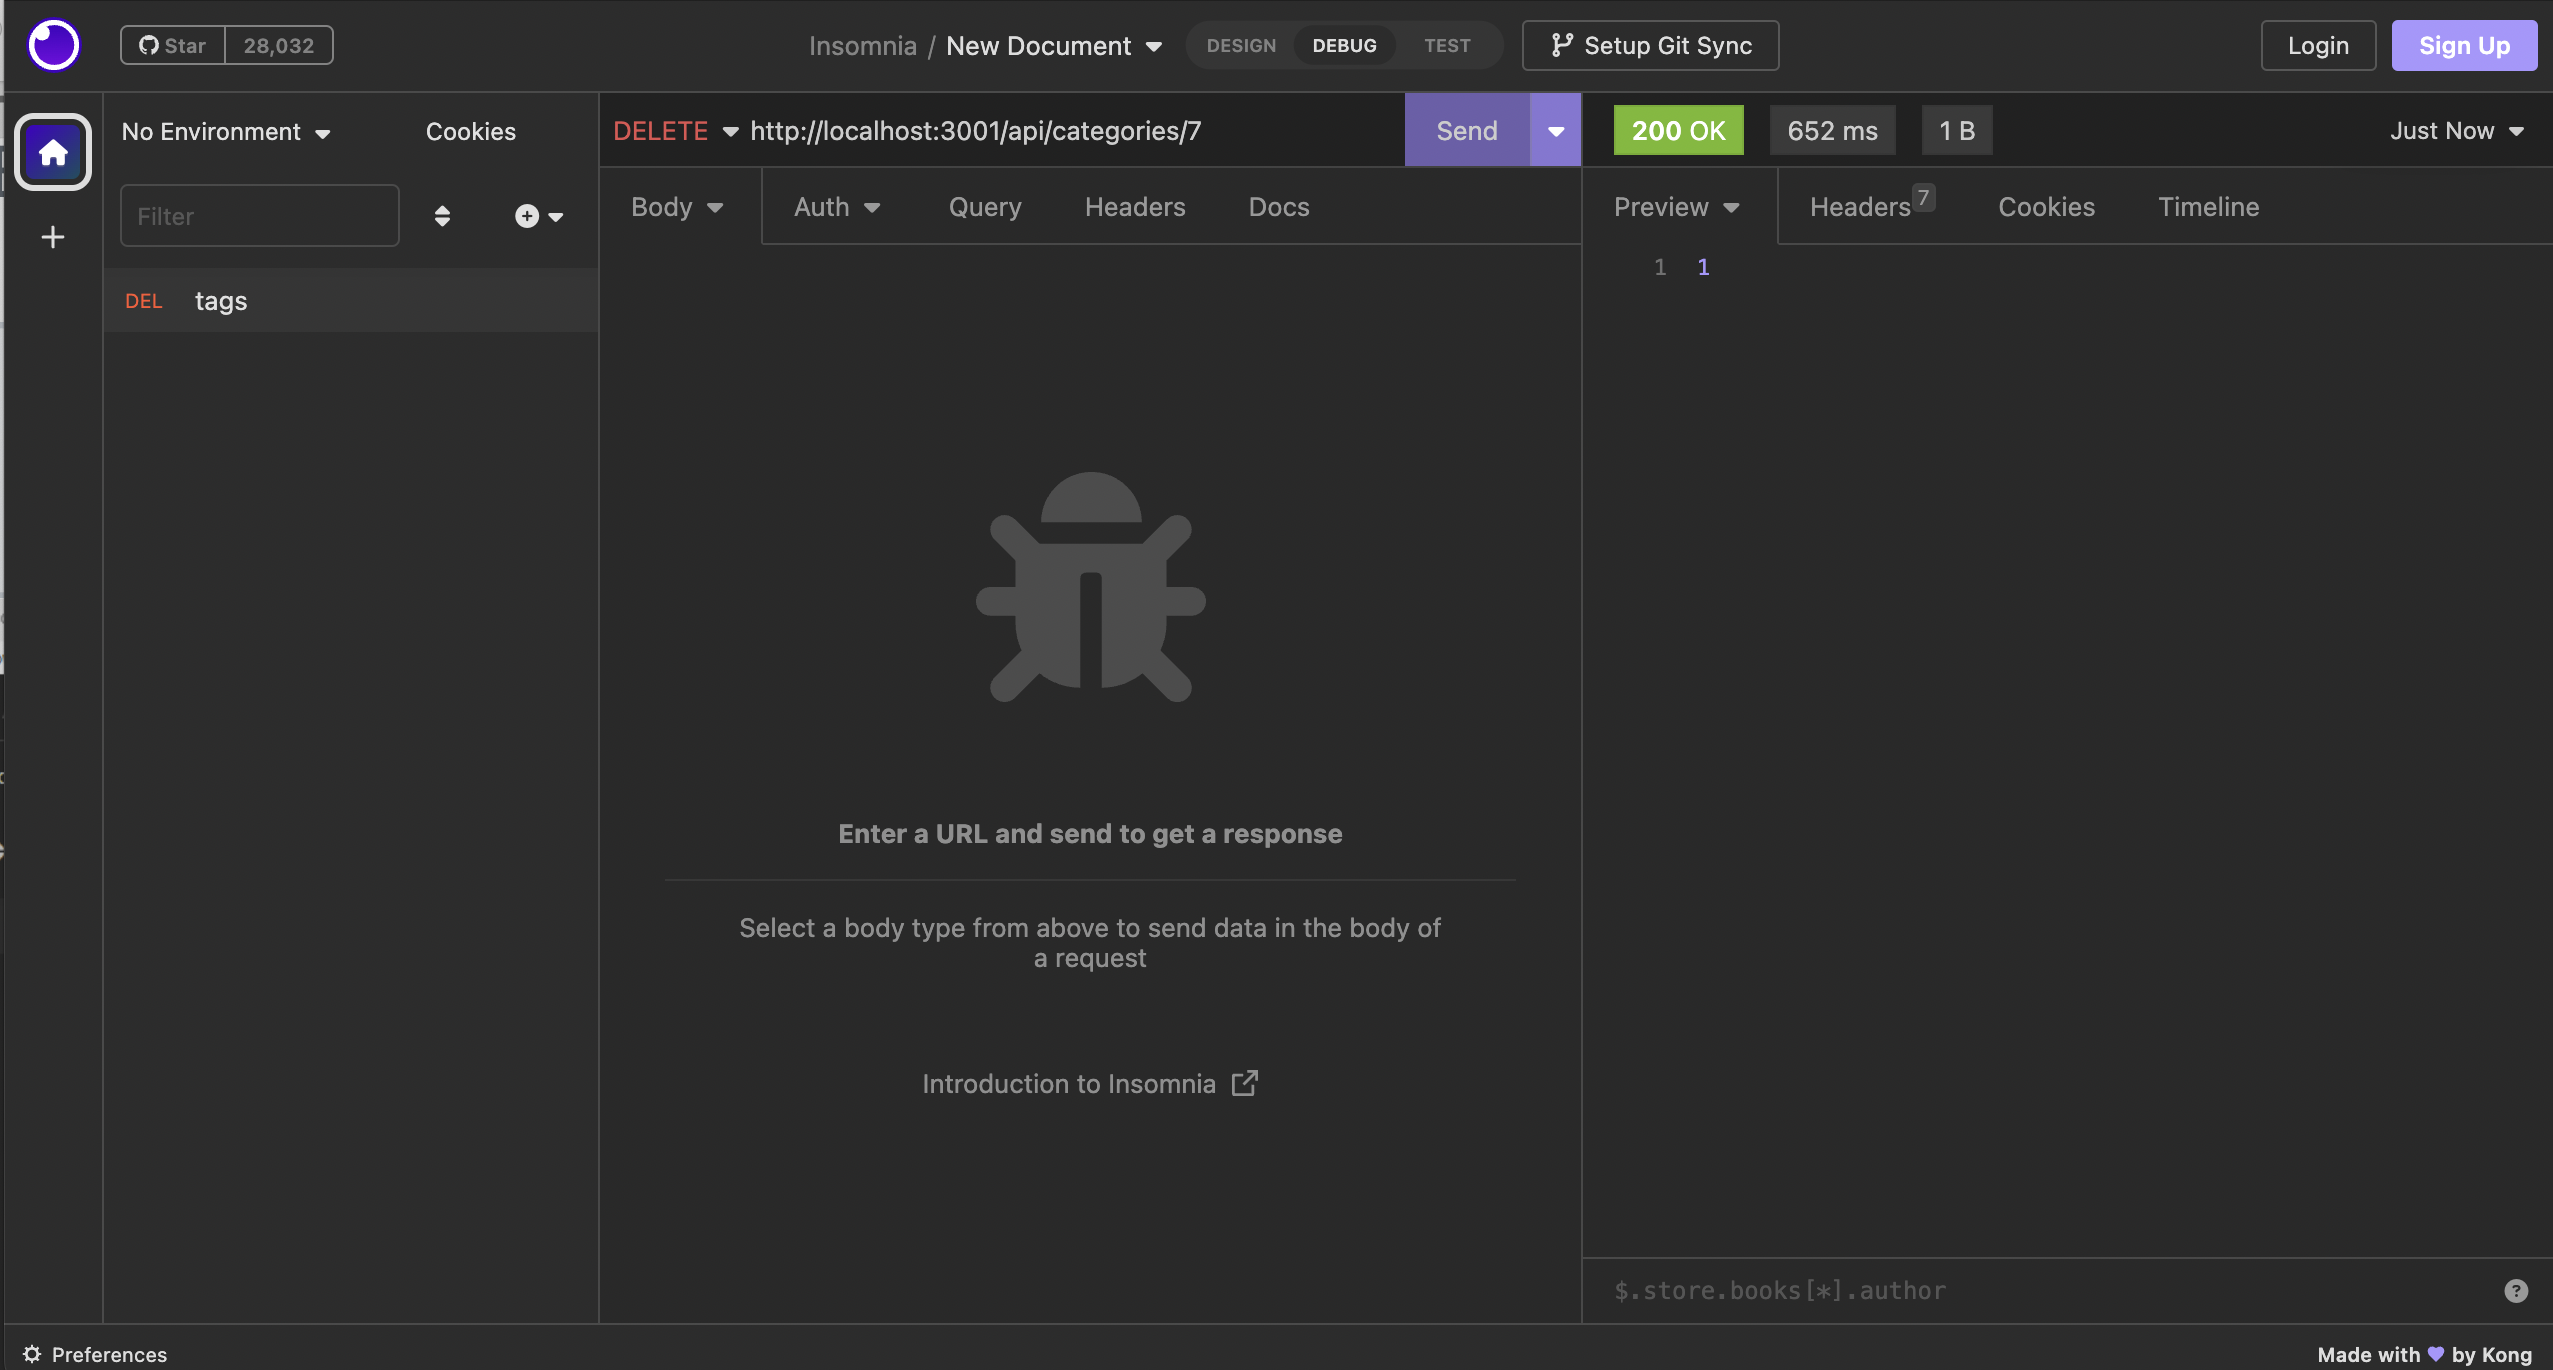 Star 28,032
Insomnia / New Document
DESIGN DEBUG TEST
Setup Git Sync
Login
Sign Up
No Environment
Cookies
Filter
DEL tags
DELETE http://localhost:3001/api/categories/7
Send
200 OK
652 ms
1 B
Just Now
Body
Auth
Query
Headers
Docs
Preview
Headers 7
Cookies
Timeline
1 1
Enter a URL and send to get a response
Select a body type from above to send data in the body of
a request
Introduction to Insomnia
$.store.books[*].author
?
Preferences
Made with by Kong